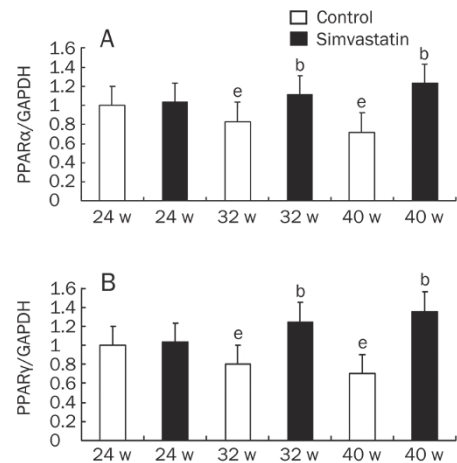 Control
Simvastatin
A
PPARα/GAPDH
1.6
1.4
1.2
1
0.8
0.6
0.4
0.2
0
e
b
e
b
24 w 24 w 32 w 32 w 40 w 40 w
B
PPARγ/GAPDH
1.6
1.4
1.2
1
0.8
0.6
0.4
0.2
0
e
b
e
b
24 w 24 w 32 w 32 w 40 w 40 w